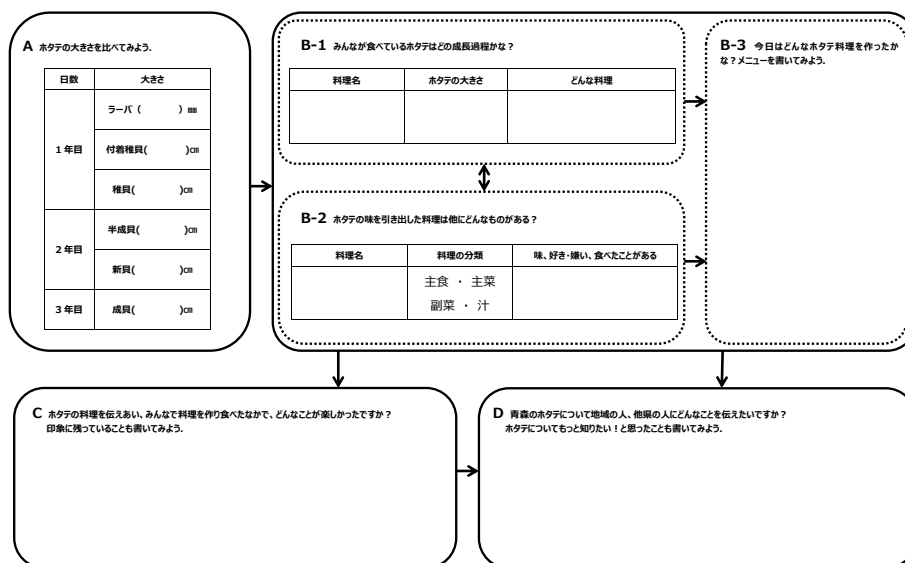 A ホタテの大きさを比べてみよう.
日数 大きさ
1年目 ラーバ（ ）㎜
付着稚貝( )㎝
稚貝( )㎝
2年目 半成貝( )㎝
新貝( )㎝
3年目 成貝( )㎝
B-1 みんなが食べているホタテはどの成長過程かな？
料理名 ホタテの大きさ どんな料理
B-2 ホタテの味を引き出した料理は他にどんなものがある？
料理名 料理の分類 味、好き・嫌い、食べたことがある
主食 ・ 主菜
副菜 ・ 汁
B-3 今日はどんなホタテ料理を作ったか
な？メニューを書いてみよう.
C ホタテの料理を伝えあい、みんなで料理を作り食べたなかで、どんなことが楽しかったですか？
印象に残っていることも書いてみよう.
D 青森のホタテについて地域の人、他県の人にどんなことを伝えたいですか？
ホタテについてもっと知りたい！と思ったことも書いてみよう.